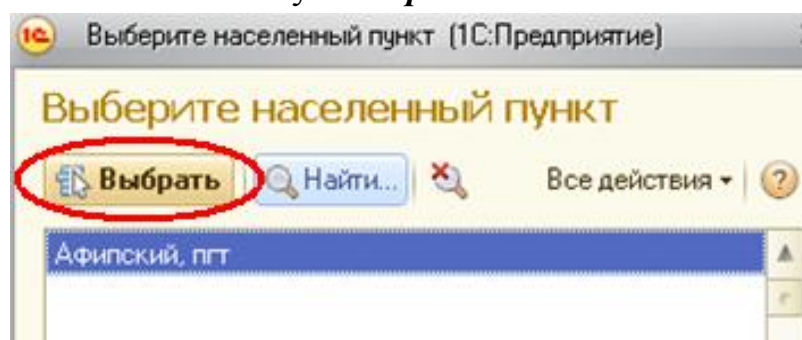 Выберите населенный пункт (1С:Предприятие)
Выберите населенный пункт
Выбрать Найти... Все действия
Афипский, пгт